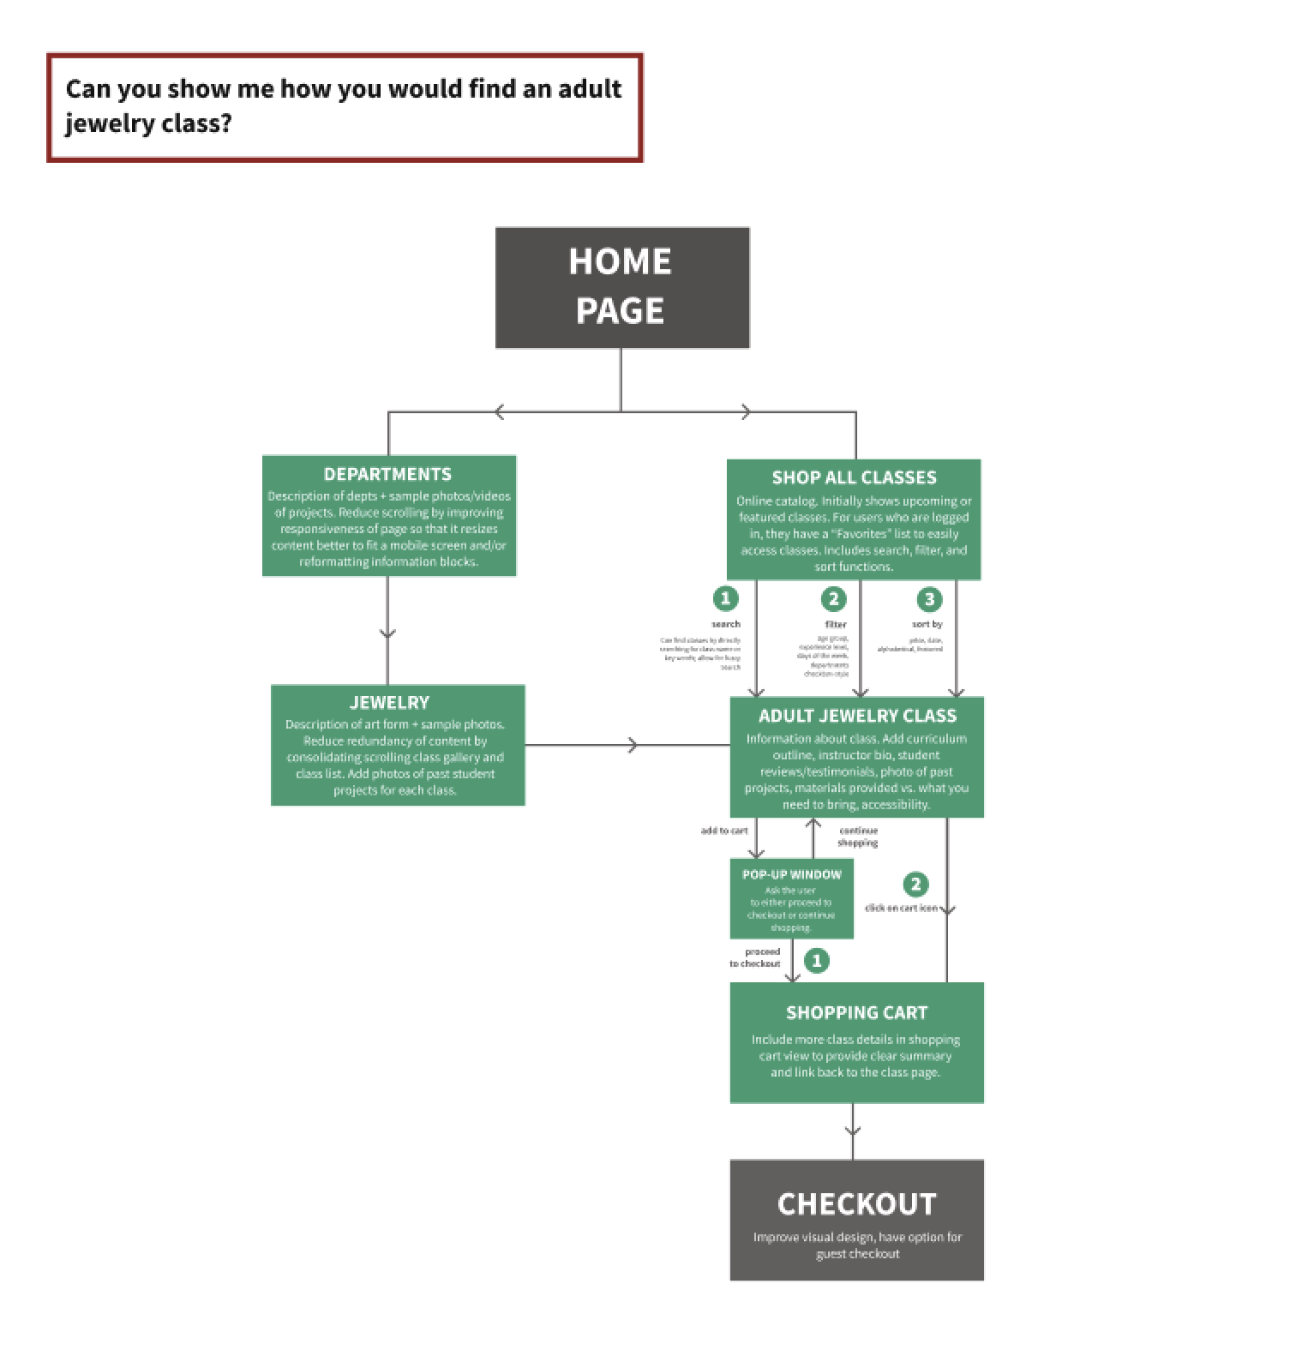 Can you show me how you would find an adult
jewelry class?
HOME
PAGE
DEPARTMENTS
Description of depts + sample photos/videos
of projects. Reduce scrolling by improving
responsiveness of page so that it resizes
content better to fit a mobile screen and/or
reformatting information blocks.
SHOP ALL CLASSES
Online catalog. Initially shows upcoming or
featured classes. For users who are logged
in, they have a “Favorites” list to easily
access classes. Includes search, filter, and
sort functions.
1
search
Can find classes by directly
searching for class name or
key words; allow for fuzzy
search
2
filter
age group,
experience level,
days of the week,
departments
checkbox style
3
sort by
price, date,
alphabetical, featured
JEWELRY
Description of art form + sample photos.
Reduce redundancy of content by
consolidating scrolling class gallery and
class list. Add photos of past student
projects for each class.
ADULT JEWELRY CLASS
Information about class. Add curriculum
outline, instructor bio, student
reviews/testimonials, photo of past
projects, materials provided vs. what you
need to bring, accessibility.
add to cart
continue
shopping
POP-UP WINDOW
Ask the user
to either proceed to
checkout or continue
shopping.
2
click on cart icon
proceed
to checkout
1
SHOPPING CART
Include more class details in shopping
cart view to provide clear summary
and link back to the class page.
CHECKOUT
Improve visual design, have option for
guest checkout